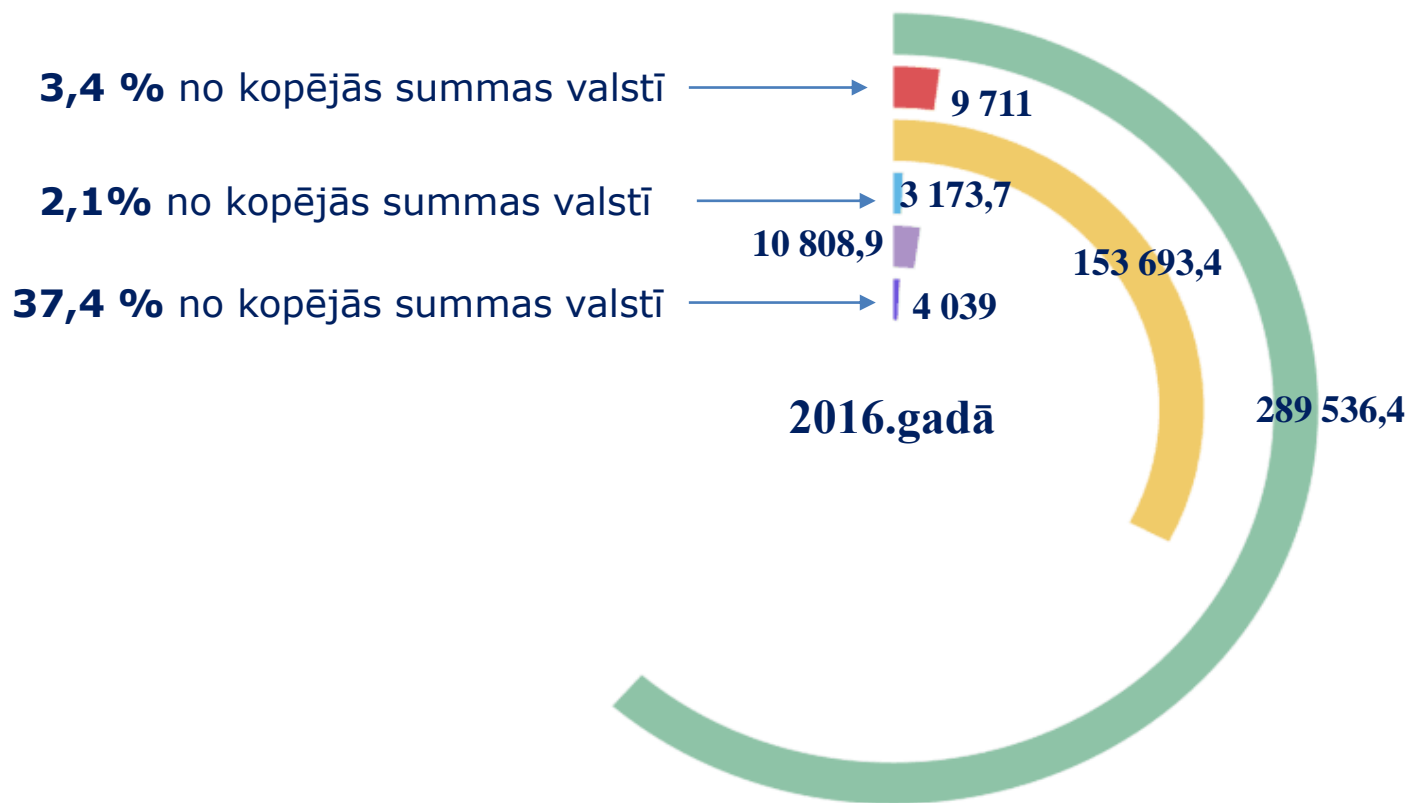 3,4 % no kopējās summas valstī
9 711
2,1% no kopējās summas valstī
3 173,7
10 808,9
153 693,4
37,4 % no kopējās summas valstī
4 039
2016.gadā
289 536,4